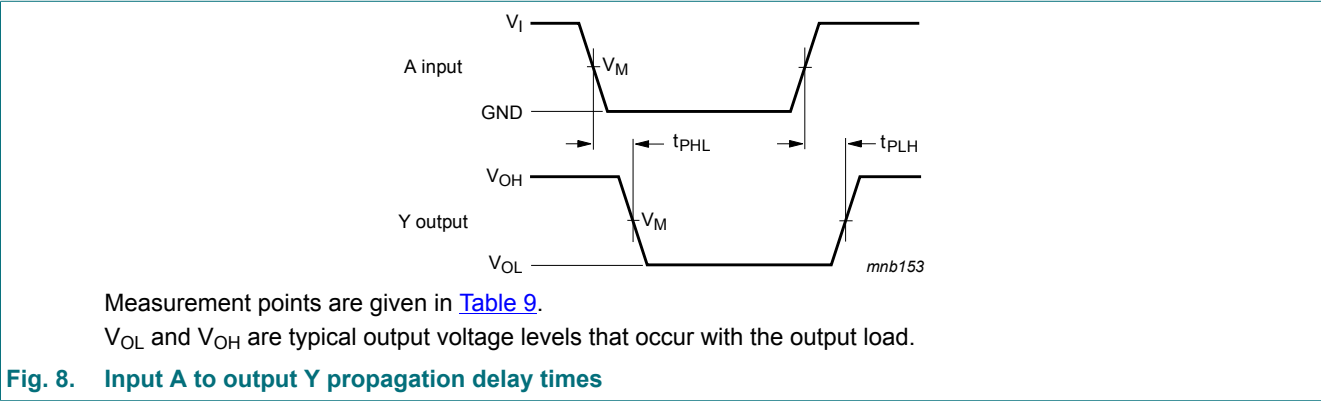 V_I
A input
V_M
GND
t_PHL
t_PLH
V_OH
Y output
V_M
V_OL
mnb153
Measurement points are given in Table 9.
V_OL and V_OH are typical output voltage levels that occur with the output load.
Fig. 8. Input A to output Y propagation delay times